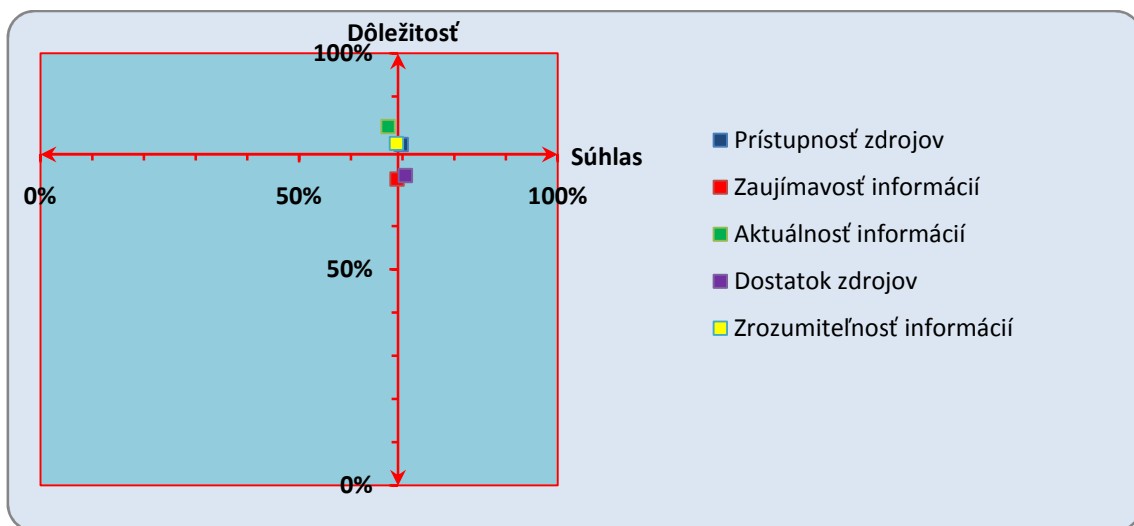 Dôležitosť
100%
Súhlas
0%
50%
100%
50%
0%
Prístupnosť zdrojov
Zaujímavosť informácií
Aktuálnosť informácií
Dostatok zdrojov
Zrozumiteľnosť informácií